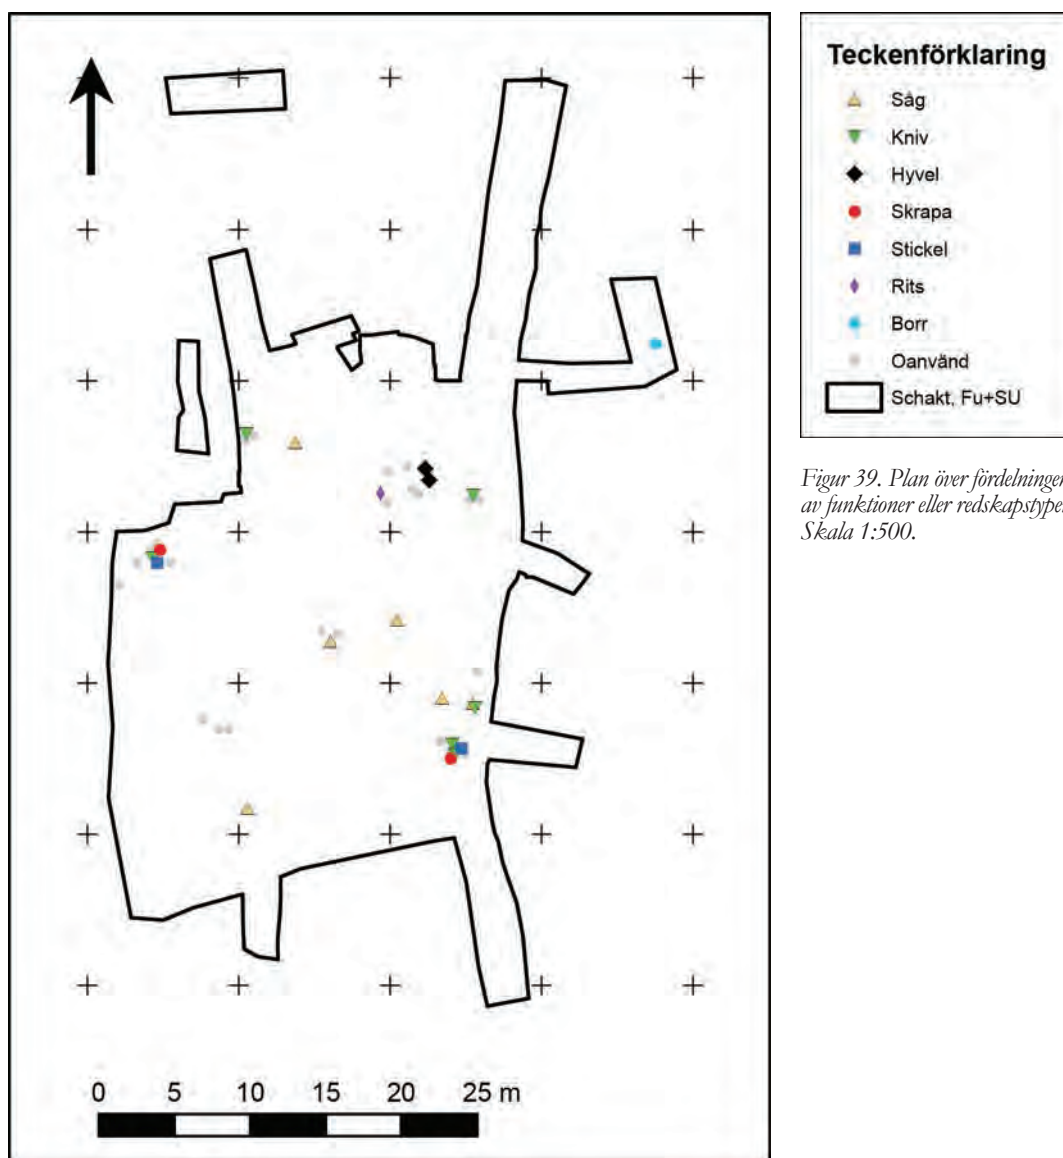 0 5 10 15 20 25 m
Teckenförklaring
Såg
Kniv
Hyvel
Skrapa
Stickel
Rits
Borr
Oanvänd
Schakt, Fu+SU
Figur 39. Plan över fördelningen
av funktioner eller redskapstype
Skala 1:500.